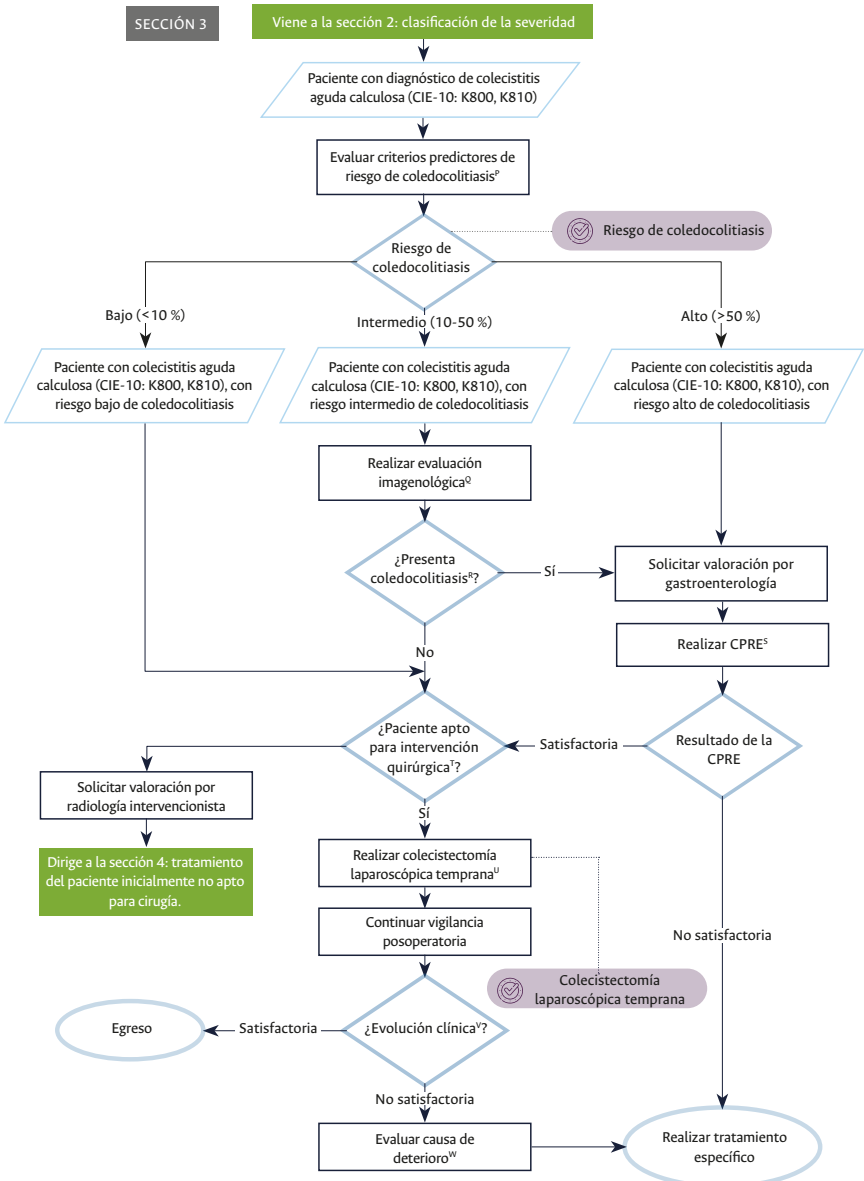 SECCIÓN 3
Viene a la sección 2: clasificación de la severidad
Paciente con diagnóstico de colecistitis
aguda calculosa (CIE-10: K800, K810)
Evaluar criterios predictores de
riesgo de coledocolitiasisᴾ
Riesgo de coledocolitiasis
Riesgo de
coledocolitiasis
Bajo (<10 %)
Intermedio (10-50 %)
Alto (>50 %)
Paciente con colecistitis aguda
calculosa (CIE-10: K800, K810), con
riesgo bajo de coledocolitiasis
Paciente con colecistitis aguda
calculosa (CIE-10: K800, K810), con
riesgo intermedio de coledocolitiasis
Paciente con colecistitis aguda
calculosa (CIE-10: K800, K810), con
riesgo alto de coledocolitiasis
Realizar evaluación
imagenológicaQ
¿Presenta
coledocolitiasisᴿ?
Sí
Solicitar valoración por
gastroenterología
No
Realizar CPREˢ
¿Paciente apto
para intervención
quirúrgicaᵀ?
Satisfactoria
Resultado de la
CPRE
Solicitar valoración por
radiología intervencionista
Sí
Dirige a la sección 4: tratamiento
del paciente inicialmente no apto
para cirugía.
Realizar colecistectomía
laparoscópica tempranaᵁ
Continuar vigilancia
posoperatoria
No satisfactoria
Colecistectomía
laparoscópica temprana
Egreso
Satisfactoria
¿Evolución clínicaⱽ?
No satisfactoria
Evaluar causa de
deterioroᵂ
Realizar tratamiento
específico